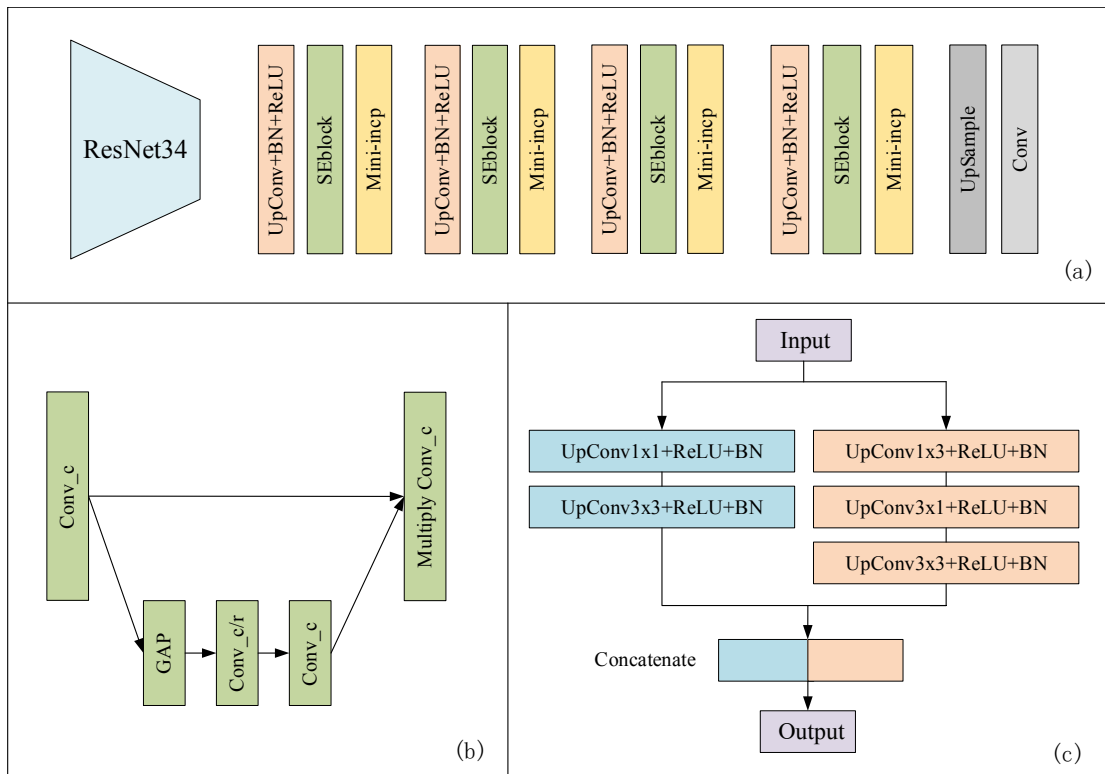 ResNet34
UpConv+BN+ReLU
SEblock
Mini-incp
UpConv+BN+ReLU
SEblock
Mini-incp
UpConv+BN+ReLU
SEblock
Mini-incp
UpConv+BN+ReLU
SEblock
Mini-incp
UpSample
Conv
(a)
Conv_c
GAP
Conv_c/r
Conv_c
Multiply Conv_c
(b)
Input
UpConv1x1+ReLU+BN
UpConv3x3+ReLU+BN
UpConv1x3+ReLU+BN
UpConv3x1+ReLU+BN
UpConv3x3+ReLU+BN
Concatenate
Output
(c)